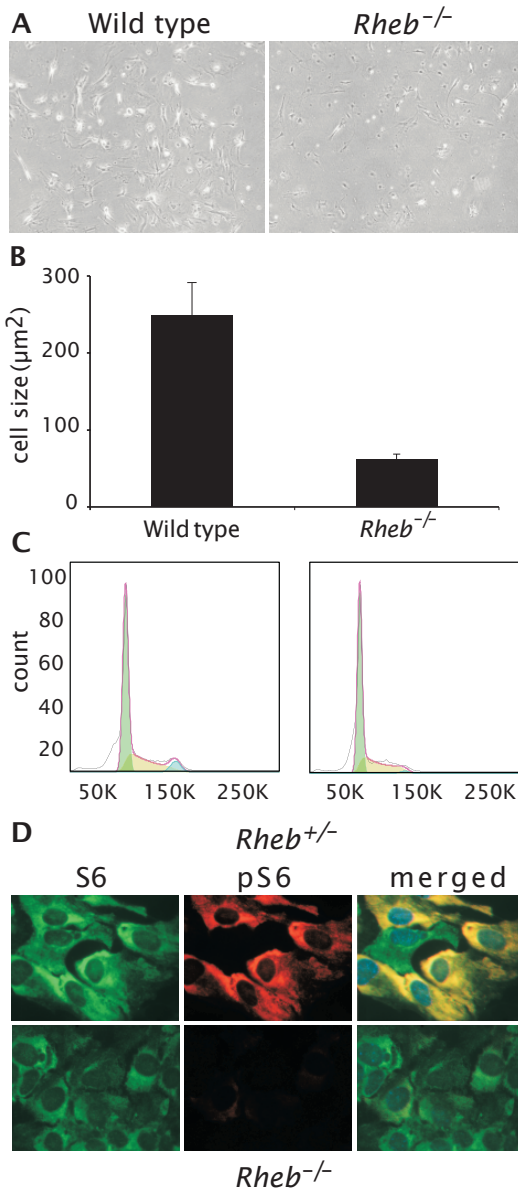 A Wild type Rheb−/−
B
300
200
100
0
cell size (µm2)
Wild type Rheb−/−
C
100
80
60
40
20
count
50K 150K 250K 50K 150K 250K
D Rheb+/−
S6 pS6 merged
Rheb−/−